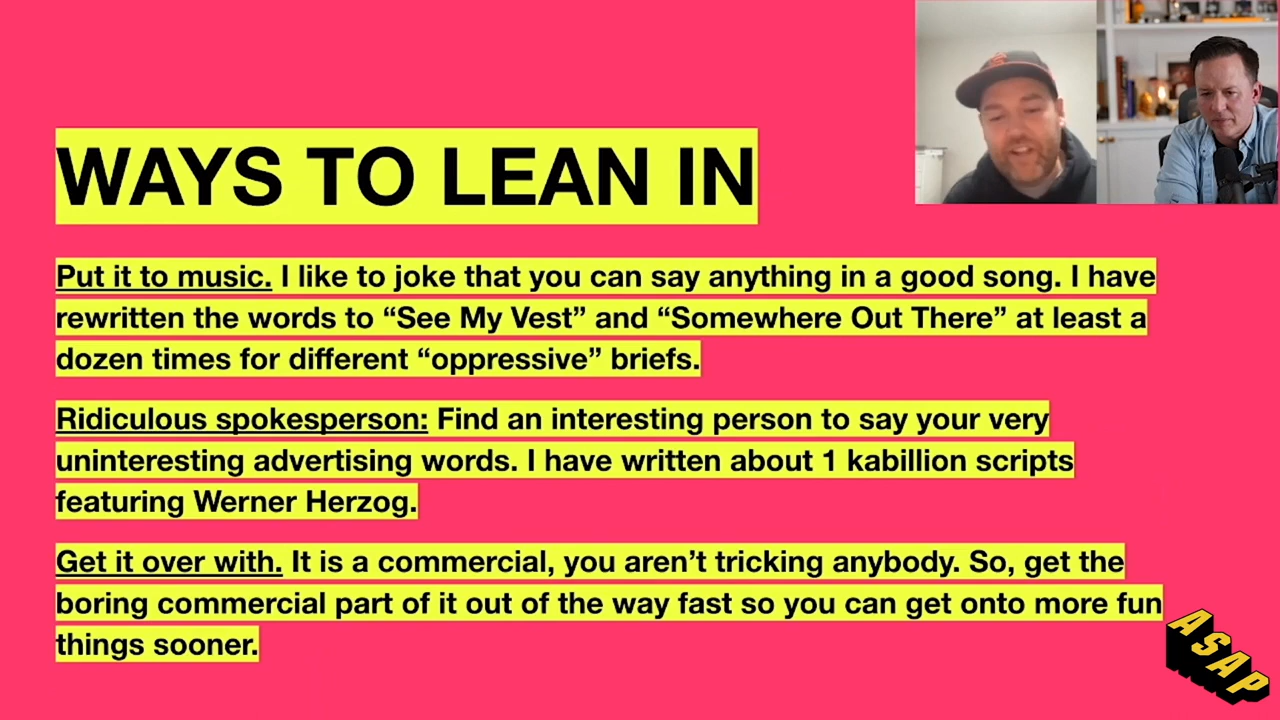 WAYS TO LEAN IN
Put it to music. I like to joke that you can say anything in a good song. I have
rewritten the words to “See My Vest” and “Somewhere Out There” at least a
dozen times for different “oppressive” briefs.
Ridiculous spokesperson: Find an interesting person to say your very
uninteresting advertising words. I have written about 1 kabillion scripts
featuring Werner Herzog.
Get it over with. It is a commercial, you aren’t tricking anybody. So, get the
boring commercial part of it out of the way fast so you can get onto more fun
things sooner.
ASAP